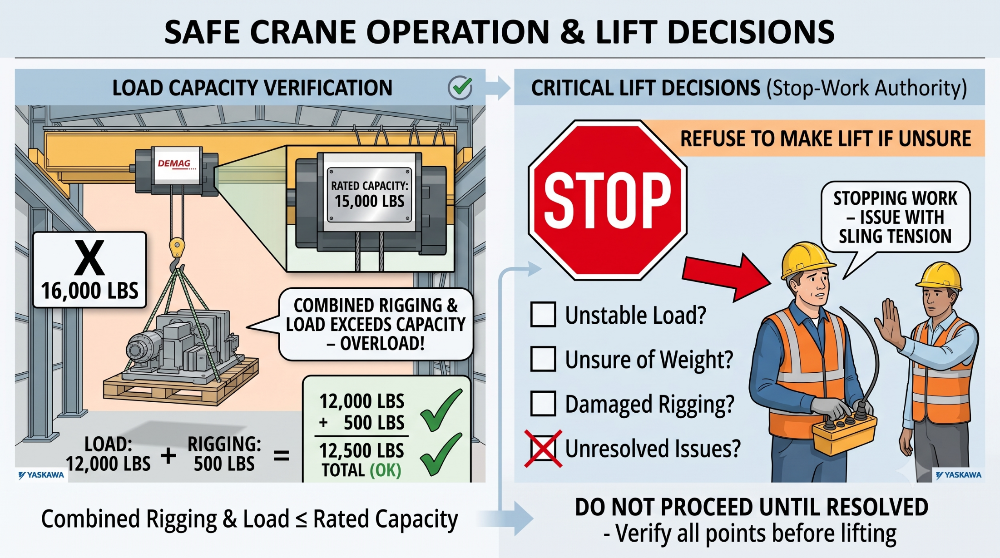 SAFE CRANE OPERATION & LIFT DECISIONS
LOAD CAPACITY VERIFICATION
DEMAG
RATED CAPACITY:
15,000 LBS
X
16,000 LBS
COMBINED RIGGING &
LOAD EXCEEDS CAPACITY
– OVERLOAD!
LOAD:
12,000 LBS
+
RIGGING:
500 LBS
=
12,000 LBS
+ 500 LBS
12,500 LBS
TOTAL (OK)
YASKAWA
Combined Rigging & Load ≤ Rated Capacity
CRITICAL LIFT DECISIONS (Stop-Work Authority)
REFUSE TO MAKE LIFT IF UNSURE
STOP
STOPPING WORK
– ISSUE WITH
SLING TENSION
Unstable Load?
Unsure of Weight?
Damaged Rigging?
Unresolved Issues?
YASKAWA
DO NOT PROCEED UNTIL RESOLVED
- Verify all points before lifting